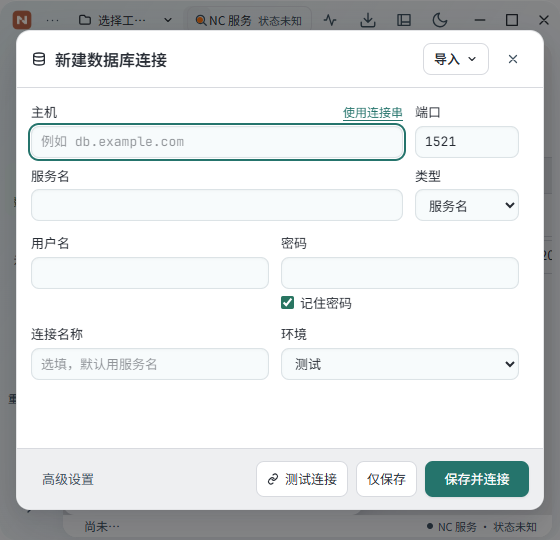 N ··· 选择工··· NC 服务 状态未知
新建数据库连接 导入
主机 使用连接串 端口
例如 db.example.com 1521
服务名 类型
服务名
用户名 密码
记住密码
连接名称 环境
选填，默认用服务名 测试
高级设置 测试连接 仅保存 保存并连接
尚未··· NC 服务 · 状态未知